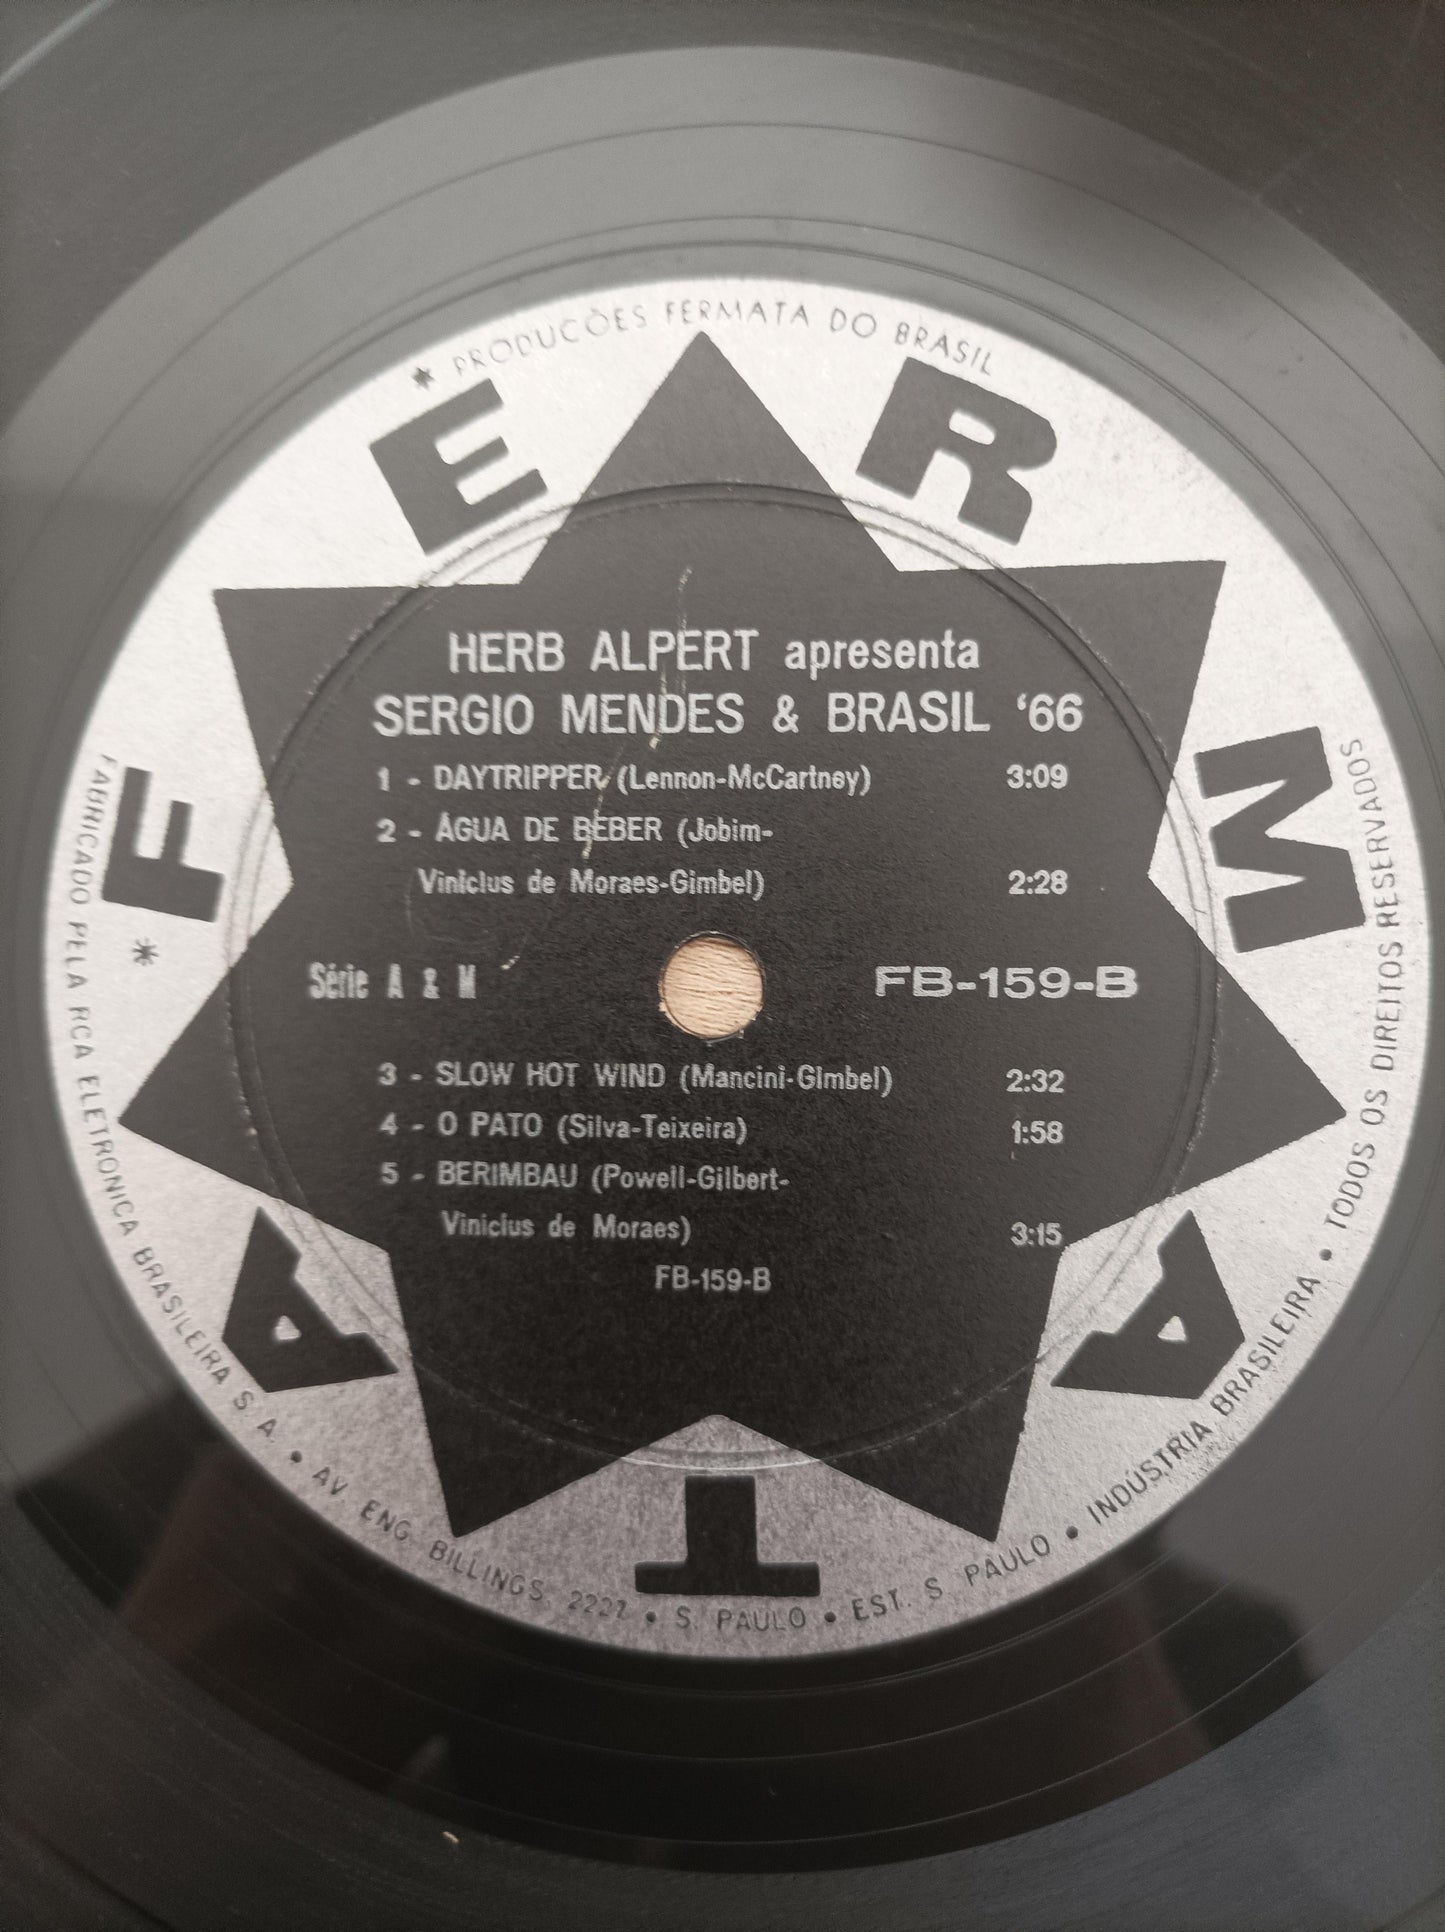 * PRODUCÕES FERMATA DO BRASIL
FERMATA
HERB ALPERT apresenta
SERGIO MENDES & BRASIL '66
1 - DAYTRIPPER (Lennon-McCartney) 3:09
2 - ÁGUA DE BEBER (Jobim-
Vinicius de Moraes-Gimbel) 2:28
Série A & M FB-159-B
3 - SLOW HOT WIND (Mancini-Gimbel) 2:32
4 - O PATO (Silva-Teixeira) 1:58
5 - BERIMBAU (Powell-Gilbert-
Vinicius de Moraes) 3:15
FB-159-B
* FABRICADO PELA RCA ELETRONICA BRASILEIRA S. A. • AV. ENG. BILLINGS, 2227 • S. PAULO • EST. S. PAULO • INDÚSTRIA BRASILEIRA • TODOS OS DIREITOS RESERVADOS